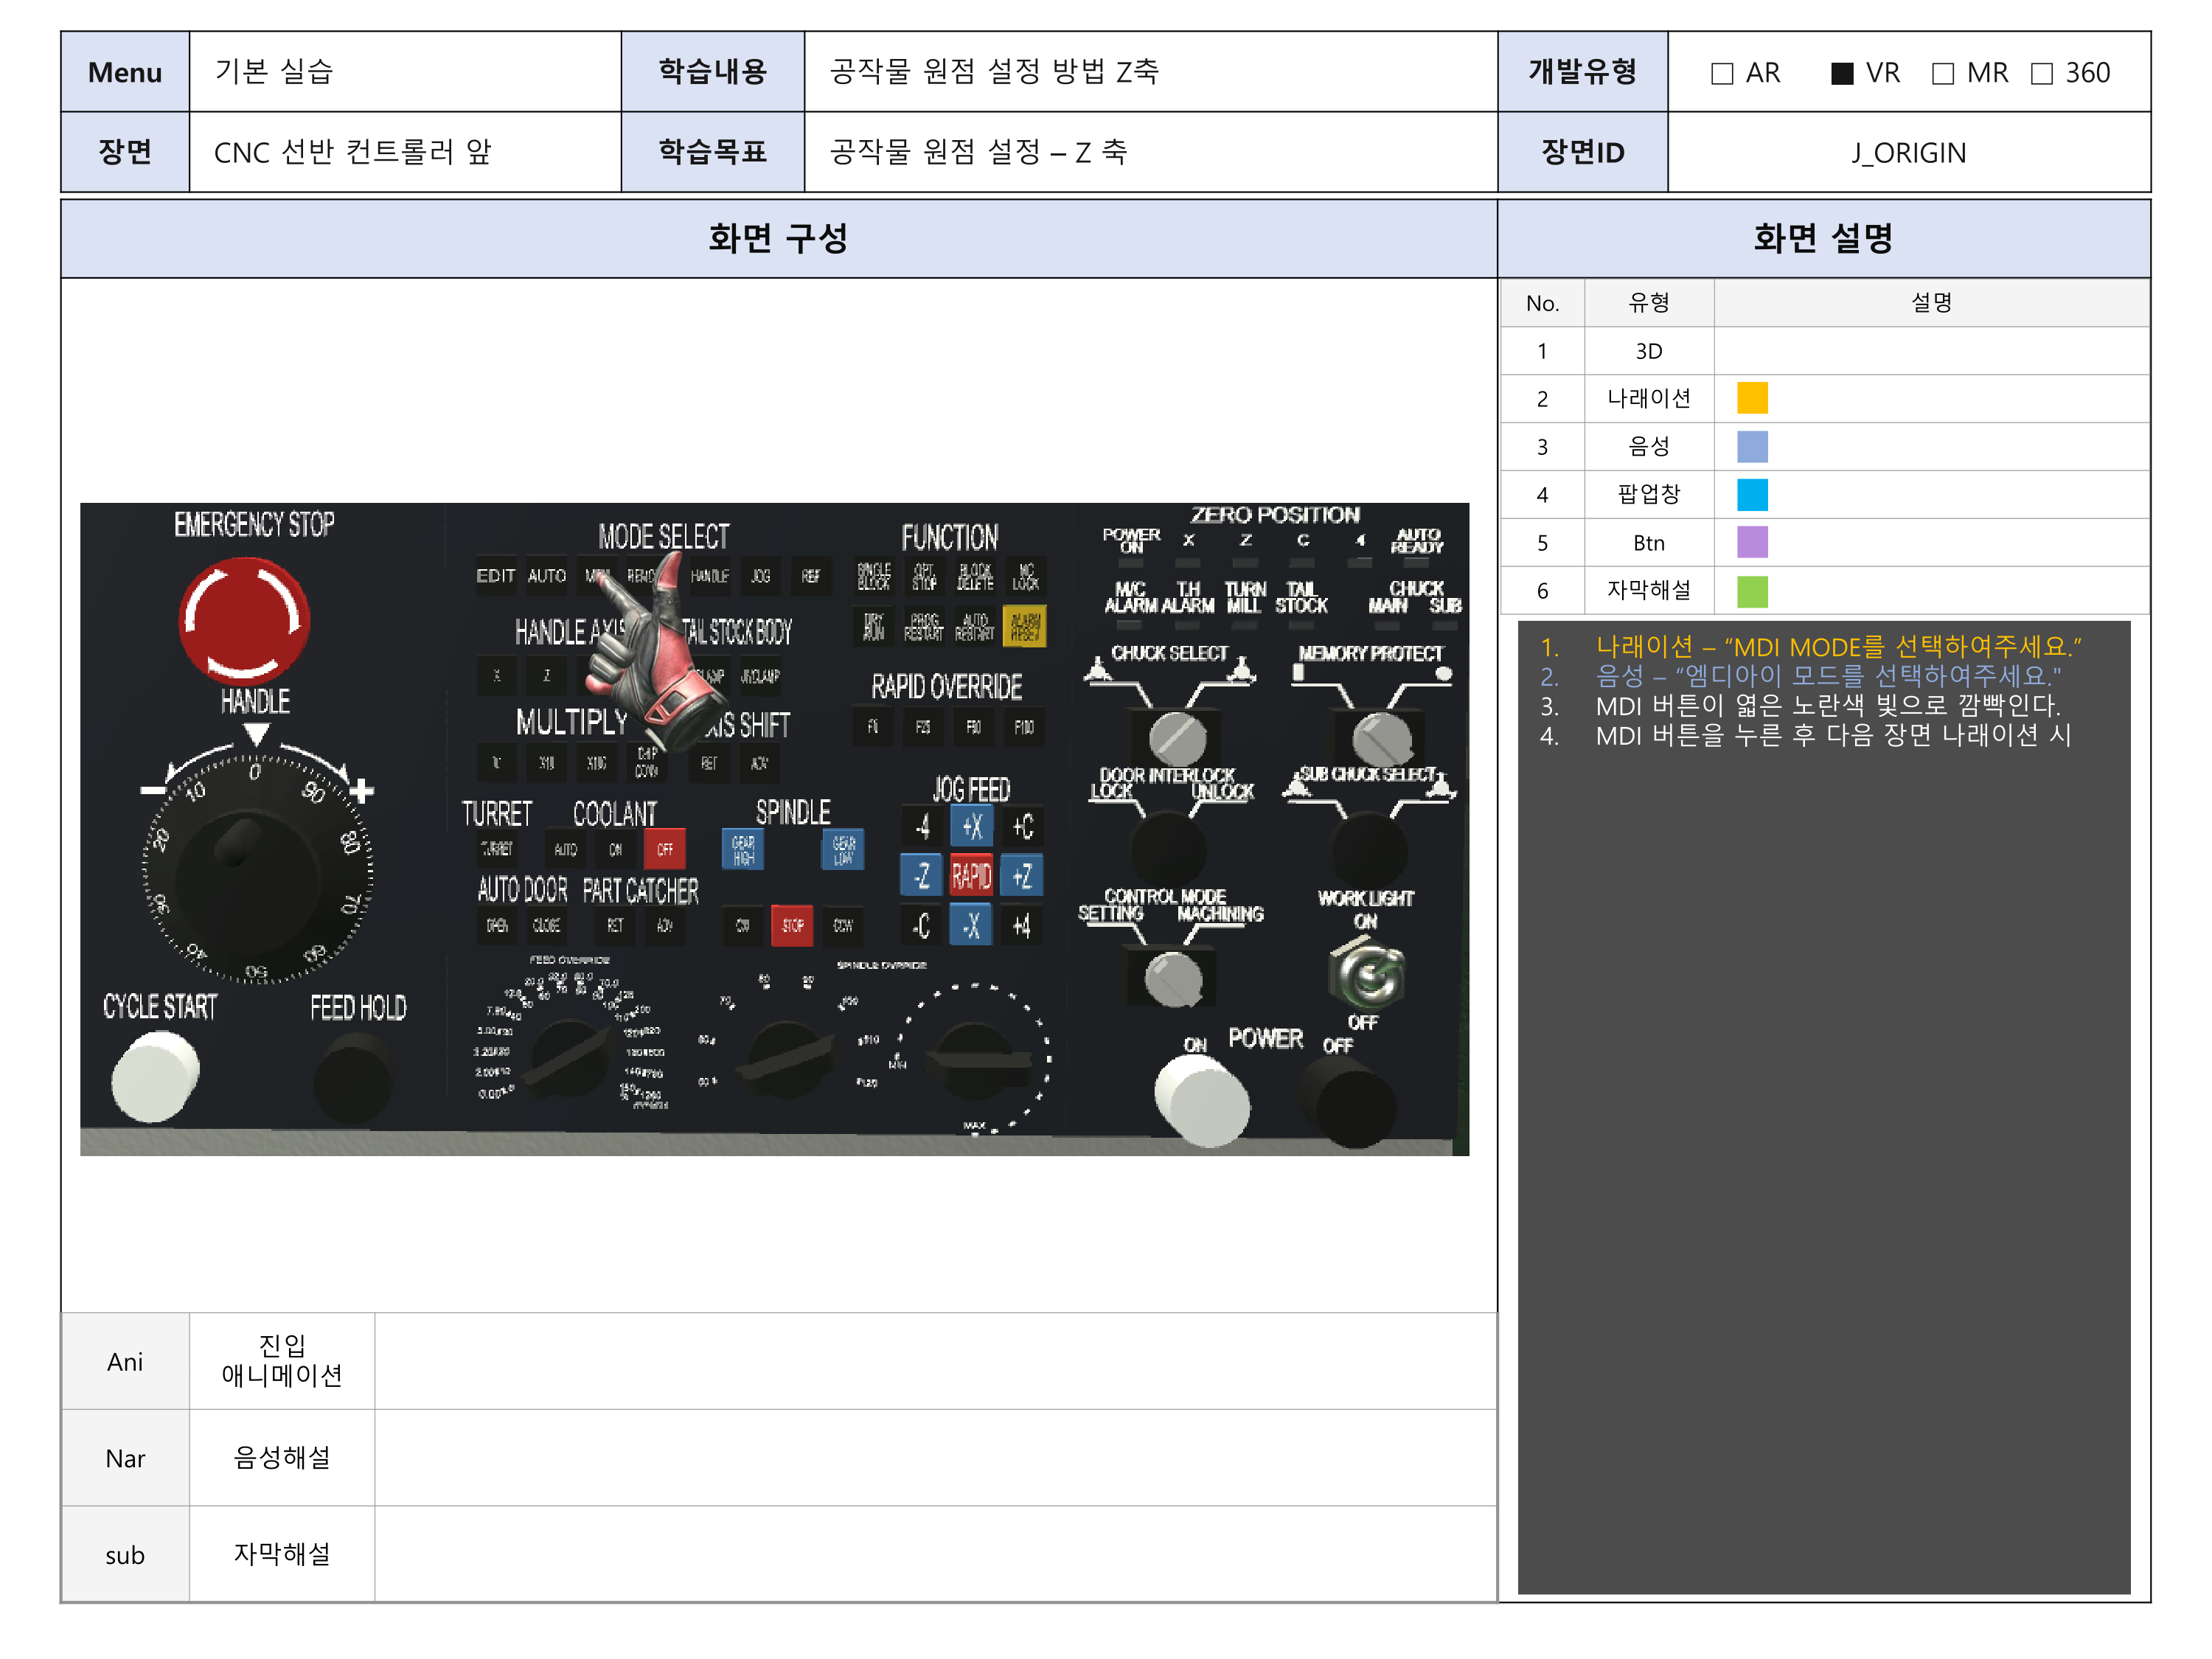 Menu 기본 실습 학습내용 공작물 원점 설정 방법 Z축 개발유형 □ AR ■ VR □ MR □ 360
장면 CNC 선반 컨트롤러 앞 학습목표 공작물 원점 설정 – Z 축 장면ID J_ORIGIN
화면 구성
EMERGENCY STOP
HANDLE
0
10 90
20 80
70
40 60
50
CYCLE START FEED HOLD
MODE SELECT
EDIT AUTO HANDLE JOG REF
HANDLE AXIS TAIL STOCK BODY
X Z UNCLAMP
MULTIPLY AXIS SHIFT
X10 X100 RET ADV
TURRET COOLANT SPINDLE
TURRET AUTO ON OFF GEAR HIGH GEAR LOW
AUTO DOOR PART CATCHER
OPEN CLOSE RET ADV CW STOP CCW
FEED OVERRIDE
SPINDLE OVRRIDE
MIN
MAX
FUNCTION
SINGLE BLOCK OPT. STOP BLOCK DELETE MC LOCK
DRY RUN PROG RESTART AUTO RESTART ALARM RESET
RAPID OVERRIDE
F0 F25 F50 F100
JOG FEED
-4 +X +C
-Z RAPID +Z
-C -X +4
ZERO POSITION
POWER ON X Z C 4 AUTO READY
M/C ALARM T.H ALARM TURN MILL TAIL STOCK CHUCK MAIN SUB
CHUCK SELECT MEMORY PROTECT
DOOR INTERLOCK SUB CHUCK SELECT
LOCK UNLOCK
CONTROL MODE WORK LIGHT
SETTING MACHINING ON
OFF
POWER
ON OFF
Ani 진입 애니메이션
Nar 음성해설
sub 자막해설
화면 설명
No. 유형 설명
1 3D
2 나래이션
3 음성
4 팝업창
5 Btn
6 자막해설
1. 나래이션 – “MDI MODE를 선택하여주세요.”
2. 음성 – “엠디아이 모드를 선택하여주세요."
3. MDI 버튼이 엷은 노란색 빛으로 깜빡인다.
4. MDI 버튼을 누른 후 다음 장면 나래이션 시